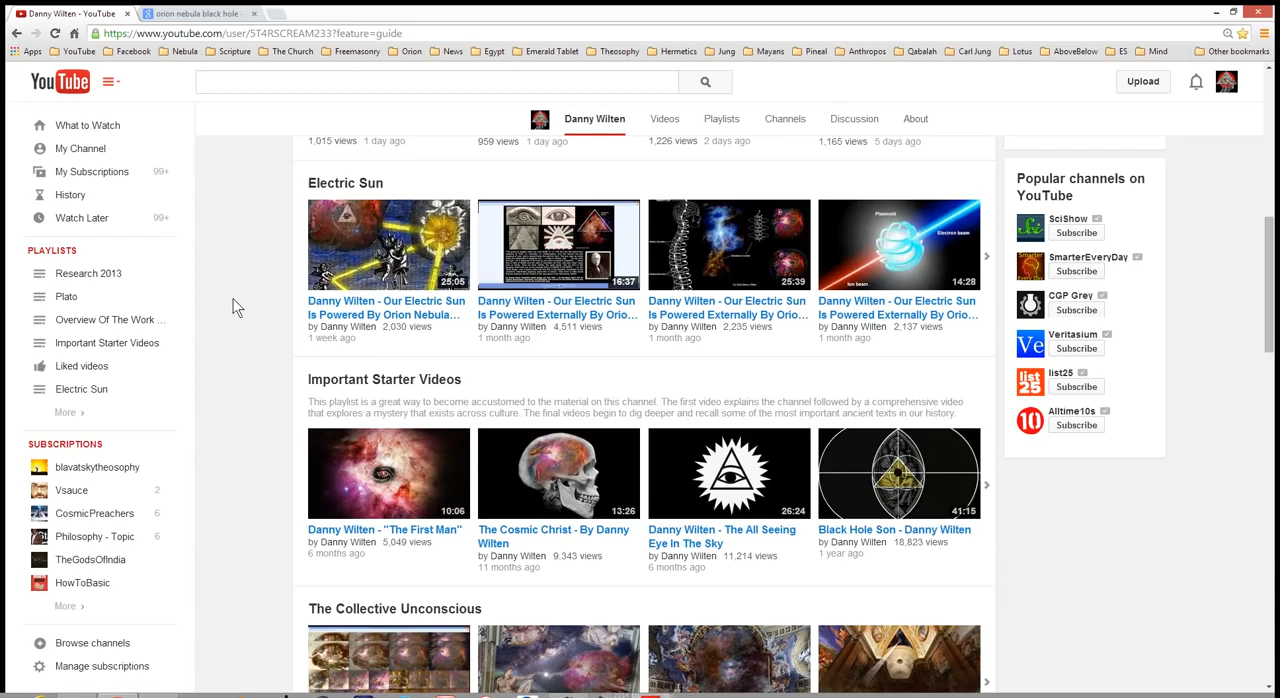 Danny Wilten - YouTube
orion nebula black hole -
https://www.youtube.com/user/5T4RSCREAM233?feature=guide
Apps YouTube Facebook Nebula Scripture The Church Freemasonry Orion News Egypt Emerald Tablet Theosophy Hermetics Jung Mayans Pineal Anthropos Qabalah Carl Jung Lotus AboveBelow ES Mind Other bookmarks
YouTube
Upload
Danny Wilten Videos Playlists Channels Discussion About
What to Watch
My Channel
My Subscriptions 99+
History
Watch Later 99+
PLAYLISTS
Research 2013
Plato
Overview Of The Work ...
Important Starter Videos
Liked videos
Electric Sun
More ›
SUBSCRIPTIONS
blavatskytheosophy
Vsauce 2
CosmicPreachers 6
Philosophy - Topic 6
TheGodsOfIndia
HowToBasic
More ›
Browse channels
Manage subscriptions
1,015 views 1 day ago
959 views 1 day ago
1,226 views 2 days ago
1,165 views 5 days ago
Electric Sun
25:05
16:37
25:39
Plasmoid
Electron beam
Ion beam
14:28
Danny Wilten - Our Electric Sun
Is Powered By Orion Nebula...
by Danny Wilten 2,030 views
1 week ago
Danny Wilten - Our Electric Sun
Is Powered Externally By Orio...
by Danny Wilten 4,511 views
1 month ago
Danny Wilten - Our Electric Sun
Is Powered Externally By Orio...
by Danny Wilten 2,235 views
1 month ago
Danny Wilten - Our Electric Sun
Is Powered Externally By Orio...
by Danny Wilten 2,137 views
1 month ago
Important Starter Videos
This playlist is a great way to become accustomed to the material on this channel. The first video explains the channel followed by a comprehensive video
that explores a mystery that exists across culture. The final videos begin to dig deeper and recall some of the most important ancient texts in our history.
10:06
13:26
26:24
41:15
Danny Wilten - "The First Man"
by Danny Wilten 5,049 views
6 months ago
The Cosmic Christ - By Danny
Wilten
by Danny Wilten 9,343 views
11 months ago
Danny Wilten - The All Seeing
Eye In The Sky
by Danny Wilten 11,214 views
6 months ago
Black Hole Son - Danny Wilten
by Danny Wilten 18,823 views
1 year ago
The Collective Unconscious
Popular channels on
YouTube
SciShow
Subscribe
SmarterEveryDay
Subscribe
CGP Grey
Subscribe
Veritasium
Subscribe
list25
Subscribe
Alltime10s
Subscribe